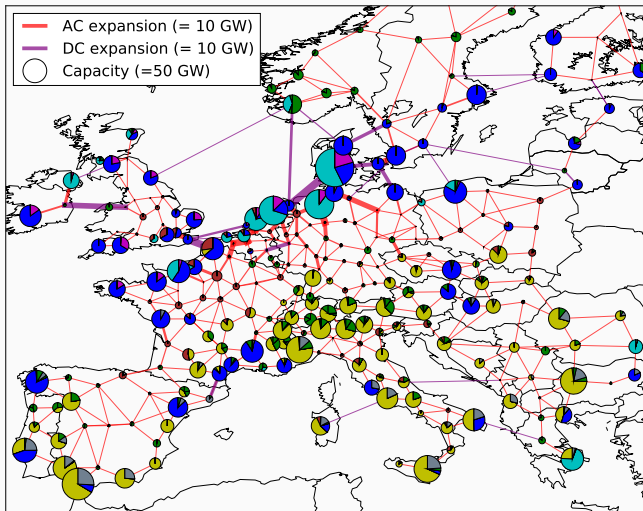 AC expansion (= 10 GW)
DC expansion (= 10 GW)
Capacity (=50 GW)